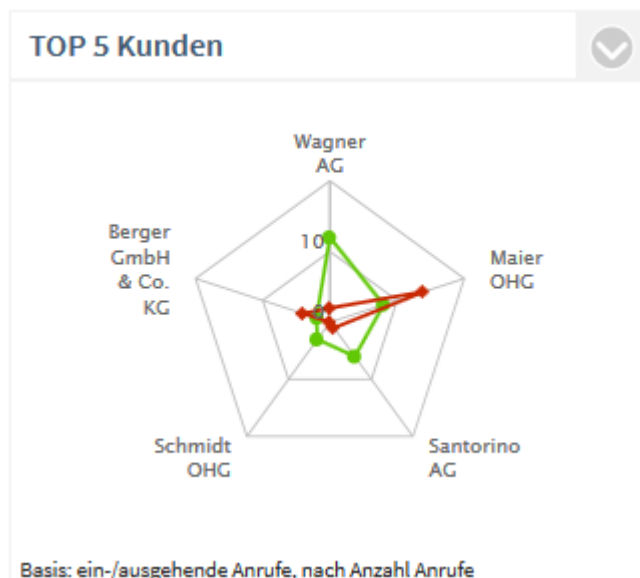 TOP 5 Kunden
Wagner
AG
10
Berger
GmbH
& Co.
KG
Maier
OHG
0
Schmidt
OHG
Santorino
AG
Basis: ein-/ausgehende Anrufe, nach Anzahl Anrufe